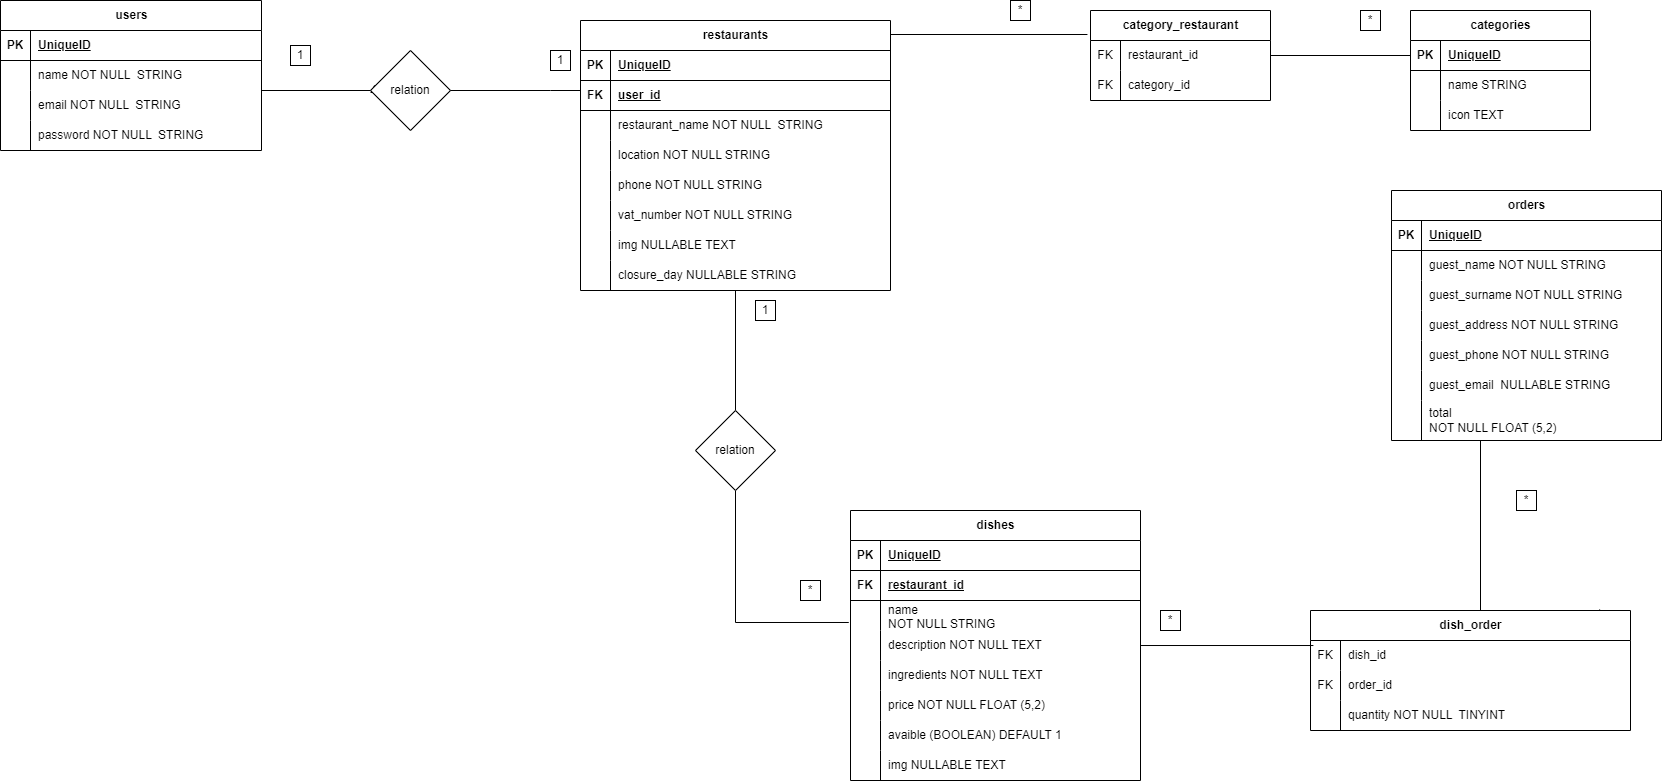 users
PK UniqueID
name NOT NULL  STRING
email NOT NULL  STRING
password NOT NULL  STRING
1
relation
1
restaurants
PK UniqueID
FK user_id
restaurant_name NOT NULL  STRING
location NOT NULL STRING
phone NOT NULL STRING
vat_number NOT NULL STRING
img NULLABLE TEXT
closure_day NULLABLE STRING
*
category_restaurant
FK restaurant_id
FK category_id
*
categories
PK UniqueID
name STRING
icon TEXT
orders
PK UniqueID
guest_name NOT NULL STRING
guest_surname NOT NULL STRING
guest_address NOT NULL STRING
guest_phone NOT NULL STRING
guest_email  NULLABLE STRING
total
NOT NULL FLOAT (5,2)
1
relation
*
dishes
PK UniqueID
FK restaurant_id
name
NOT NULL STRING
description NOT NULL TEXT
ingredients NOT NULL TEXT
price NOT NULL FLOAT (5,2)
avaible (BOOLEAN) DEFAULT 1
img NULLABLE TEXT
*
*
dish_order
FK dish_id
FK order_id
quantity NOT NULL  TINYINT